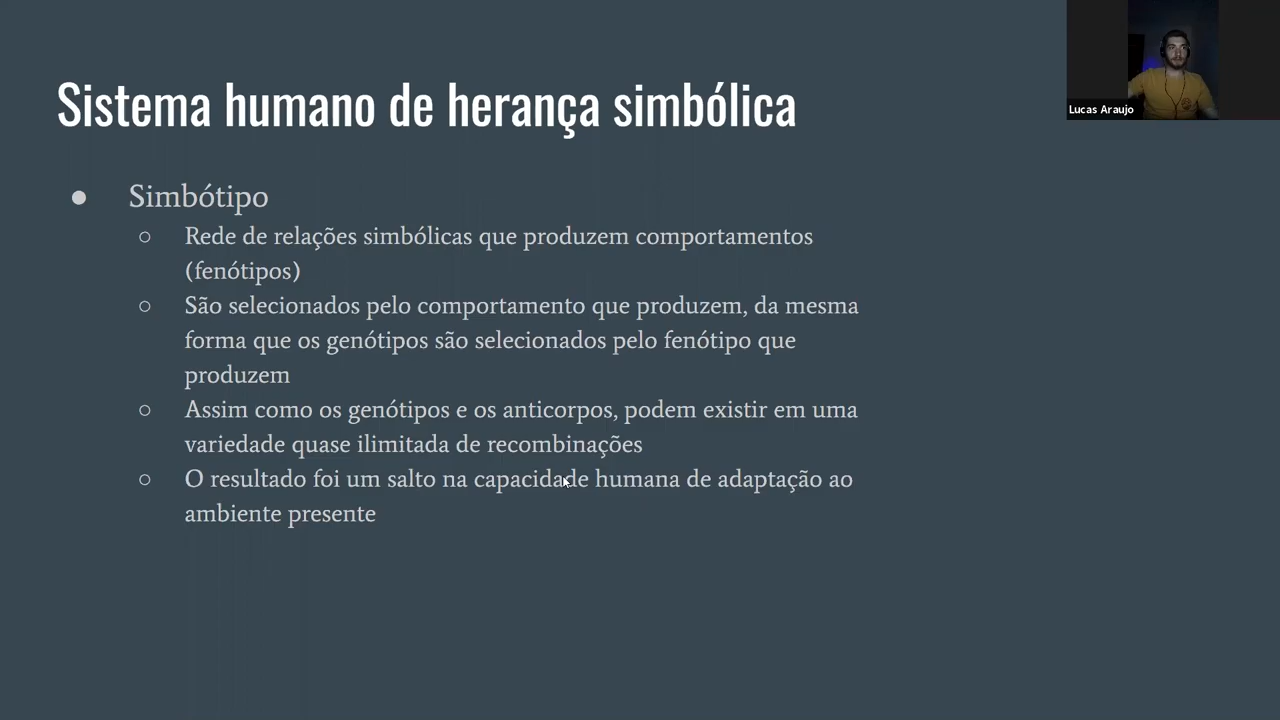 Sistema humano de herança simbólica
Lucas Araujo
● Simbótipo
○ Rede de relações simbólicas que produzem comportamentos
(fenótipos)
○ São selecionados pelo comportamento que produzem, da mesma
forma que os genótipos são selecionados pelo fenótipo que
produzem
○ Assim como os genótipos e os anticorpos, podem existir em uma
variedade quase ilimitada de recombinações
○ O resultado foi um salto na capacidade humana de adaptação ao
ambiente presente